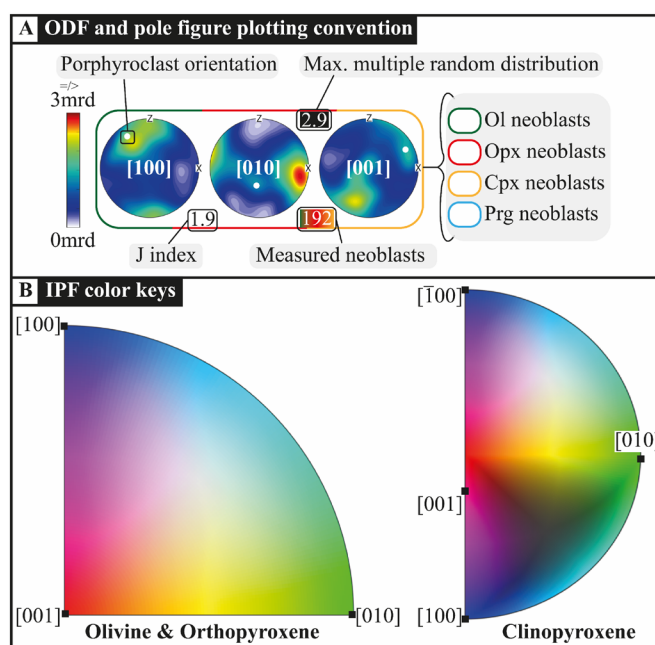 A ODF and pole figure plotting convention
Porphyroclast orientation
Max. multiple random distribution
=/>
3mrd
0mrd
Z
Z
Z
2.9
[100]
X
[010]
X
[001]
X
1.9
192
J index
Measured neoblasts
Ol neoblasts
Opx neoblasts
Cpx neoblasts
Prg neoblasts
B IPF color keys
[100]
[001]
[010]
Olivine & Orthopyroxene
[1̅00]
[010]
[001]
[100]
Clinopyroxene